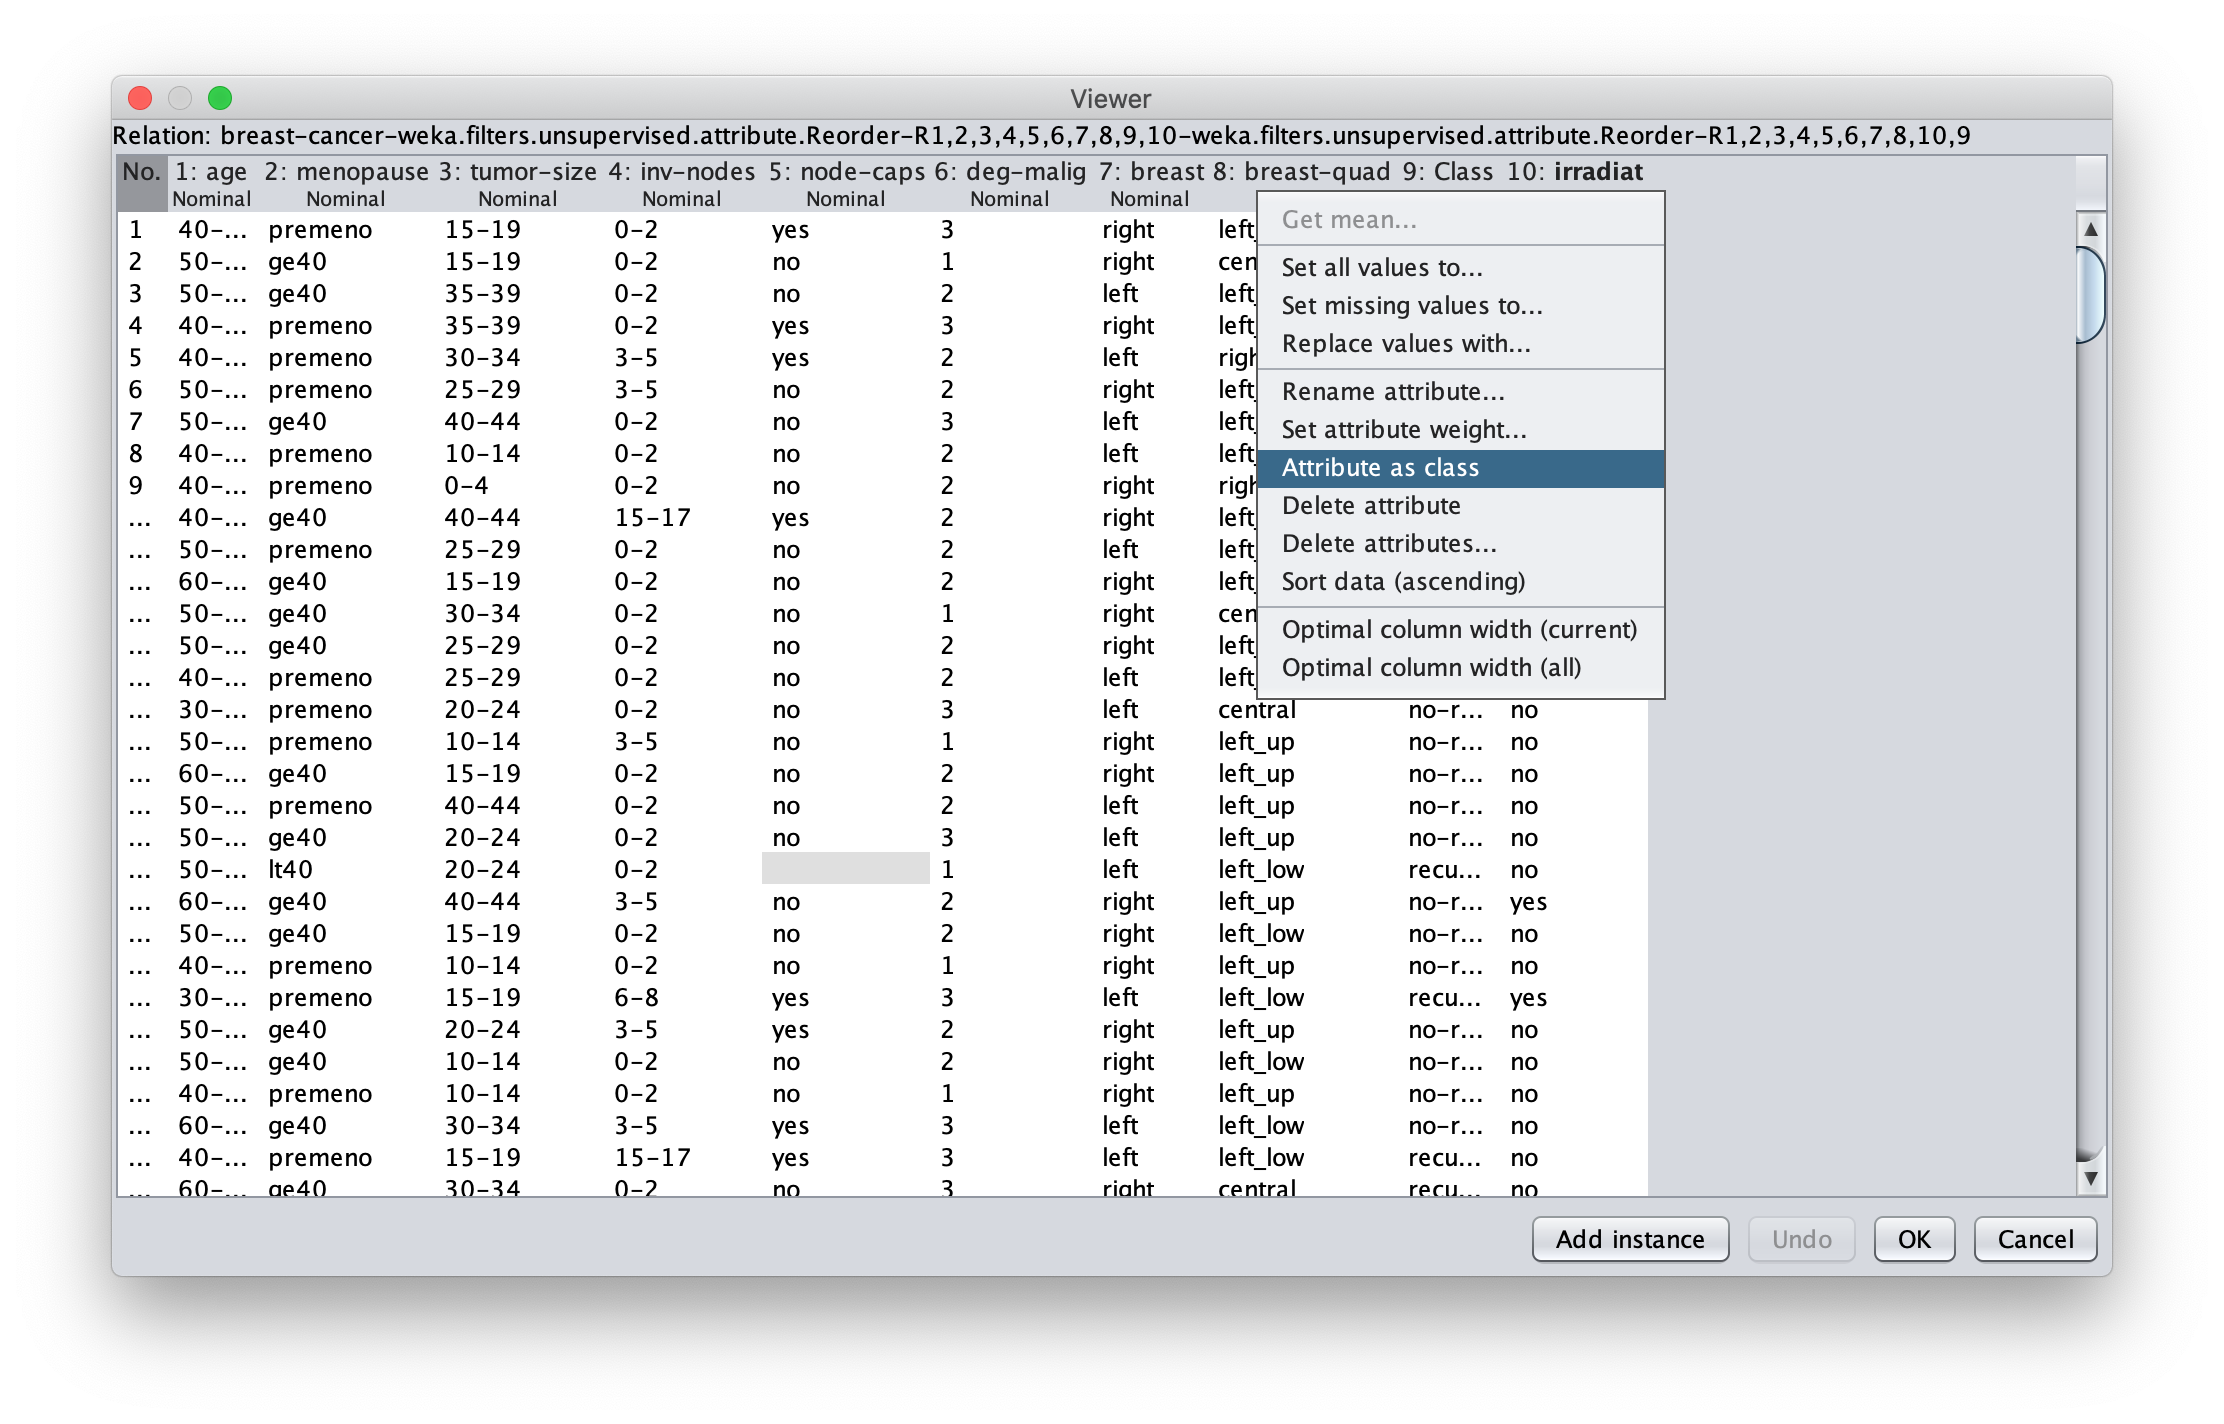 Viewer
Relation: breast-cancer-weka.filters.unsupervised.attribute.Reorder-R1,2,3,4,5,6,7,8,9,10-weka.filters.unsupervised.attribute.Reorder-R1,2,3,4,5,6,7,8,10,9
No. 1: age 2: menopause 3: tumor-size 4: inv-nodes 5: node-caps 6: deg-malig 7: breast 8: breast-quad 9: Class 10: irradiat
Nominal Nominal Nominal Nominal Nominal Nominal Nominal
1 40-... premeno 15-19 0-2 yes 3 right left_
2 50-... ge40 15-19 0-2 no 1 right cen
3 50-... ge40 35-39 0-2 no 2 left left_
4 40-... premeno 35-39 0-2 yes 3 right left_
5 40-... premeno 30-34 3-5 yes 2 left righ
6 50-... premeno 25-29 3-5 no 2 right left_
7 50-... ge40 40-44 0-2 no 3 left left_
8 40-... premeno 10-14 0-2 no 2 left left_
9 40-... premeno 0-4 0-2 no 2 right righ
... 40-... ge40 40-44 15-17 yes 2 right left_
... 50-... premeno 25-29 0-2 no 2 left left_
... 60-... ge40 15-19 0-2 no 2 right left_
... 50-... ge40 30-34 0-2 no 1 right cen
... 50-... ge40 25-29 0-2 no 2 right left_
... 40-... premeno 25-29 0-2 no 2 left left_
... 30-... premeno 20-24 0-2 no 3 left central no-r... no
... 50-... premeno 10-14 3-5 no 1 right left_up no-r... no
... 60-... ge40 15-19 0-2 no 2 right left_up no-r... no
... 50-... premeno 40-44 0-2 no 2 left left_up no-r... no
... 50-... ge40 20-24 0-2 no 3 left left_up no-r... no
... 50-... lt40 20-24 0-2 1 left left_low recu... no
... 60-... ge40 40-44 3-5 no 2 right left_up no-r... yes
... 50-... ge40 15-19 0-2 no 2 right left_low no-r... no
... 40-... premeno 10-14 0-2 no 1 right left_up no-r... no
... 30-... premeno 15-19 6-8 yes 3 left left_low recu... yes
... 50-... ge40 20-24 3-5 yes 2 right left_up no-r... no
... 50-... ge40 10-14 0-2 no 2 right left_low no-r... no
... 40-... premeno 10-14 0-2 no 1 right left_up no-r... no
... 60-... ge40 30-34 3-5 yes 3 left left_low no-r... no
... 40-... premeno 15-19 15-17 yes 3 left left_low recu... no
... 60-... ge40 30-34 0-2 no 3 right central recu... no
Get mean...
Set all values to...
Set missing values to...
Replace values with...
Rename attribute...
Set attribute weight...
Attribute as class
Delete attribute
Delete attributes...
Sort data (ascending)
Optimal column width (current)
Optimal column width (all)
Add instance Undo OK Cancel